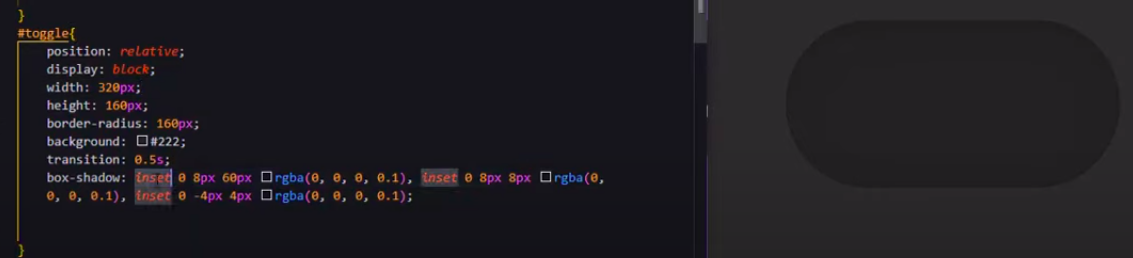 }
#toggle{
position: relative;
display: block;
width: 320px;
height: 160px;
border-radius: 160px;
background: #222;
transition: 0.5s;
box-shadow: inset 0 8px 60px rgba(0, 0, 0, 0.1), inset 0 8px 8px rgba(0,
0, 0, 0.1), inset 0 -4px 4px rgba(0, 0, 0, 0.1);
}